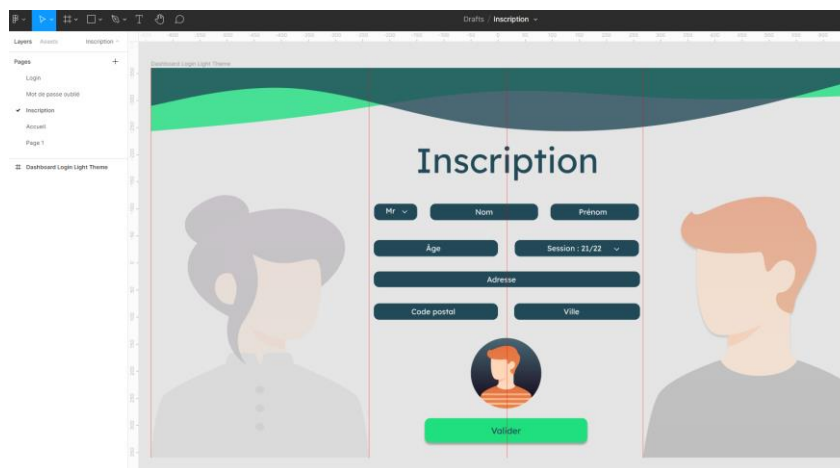 Drafts / Inscription
Layers Assets Inscription
Pages
Login
Mot de passe oublié
Inscription
Accueil
Page 1
Dashboard Login Light Theme
Dashboard Login Light Theme
Inscription
Mr Nom Prénom
Âge Session : 21/22
Adresse
Code postal Ville
Valider